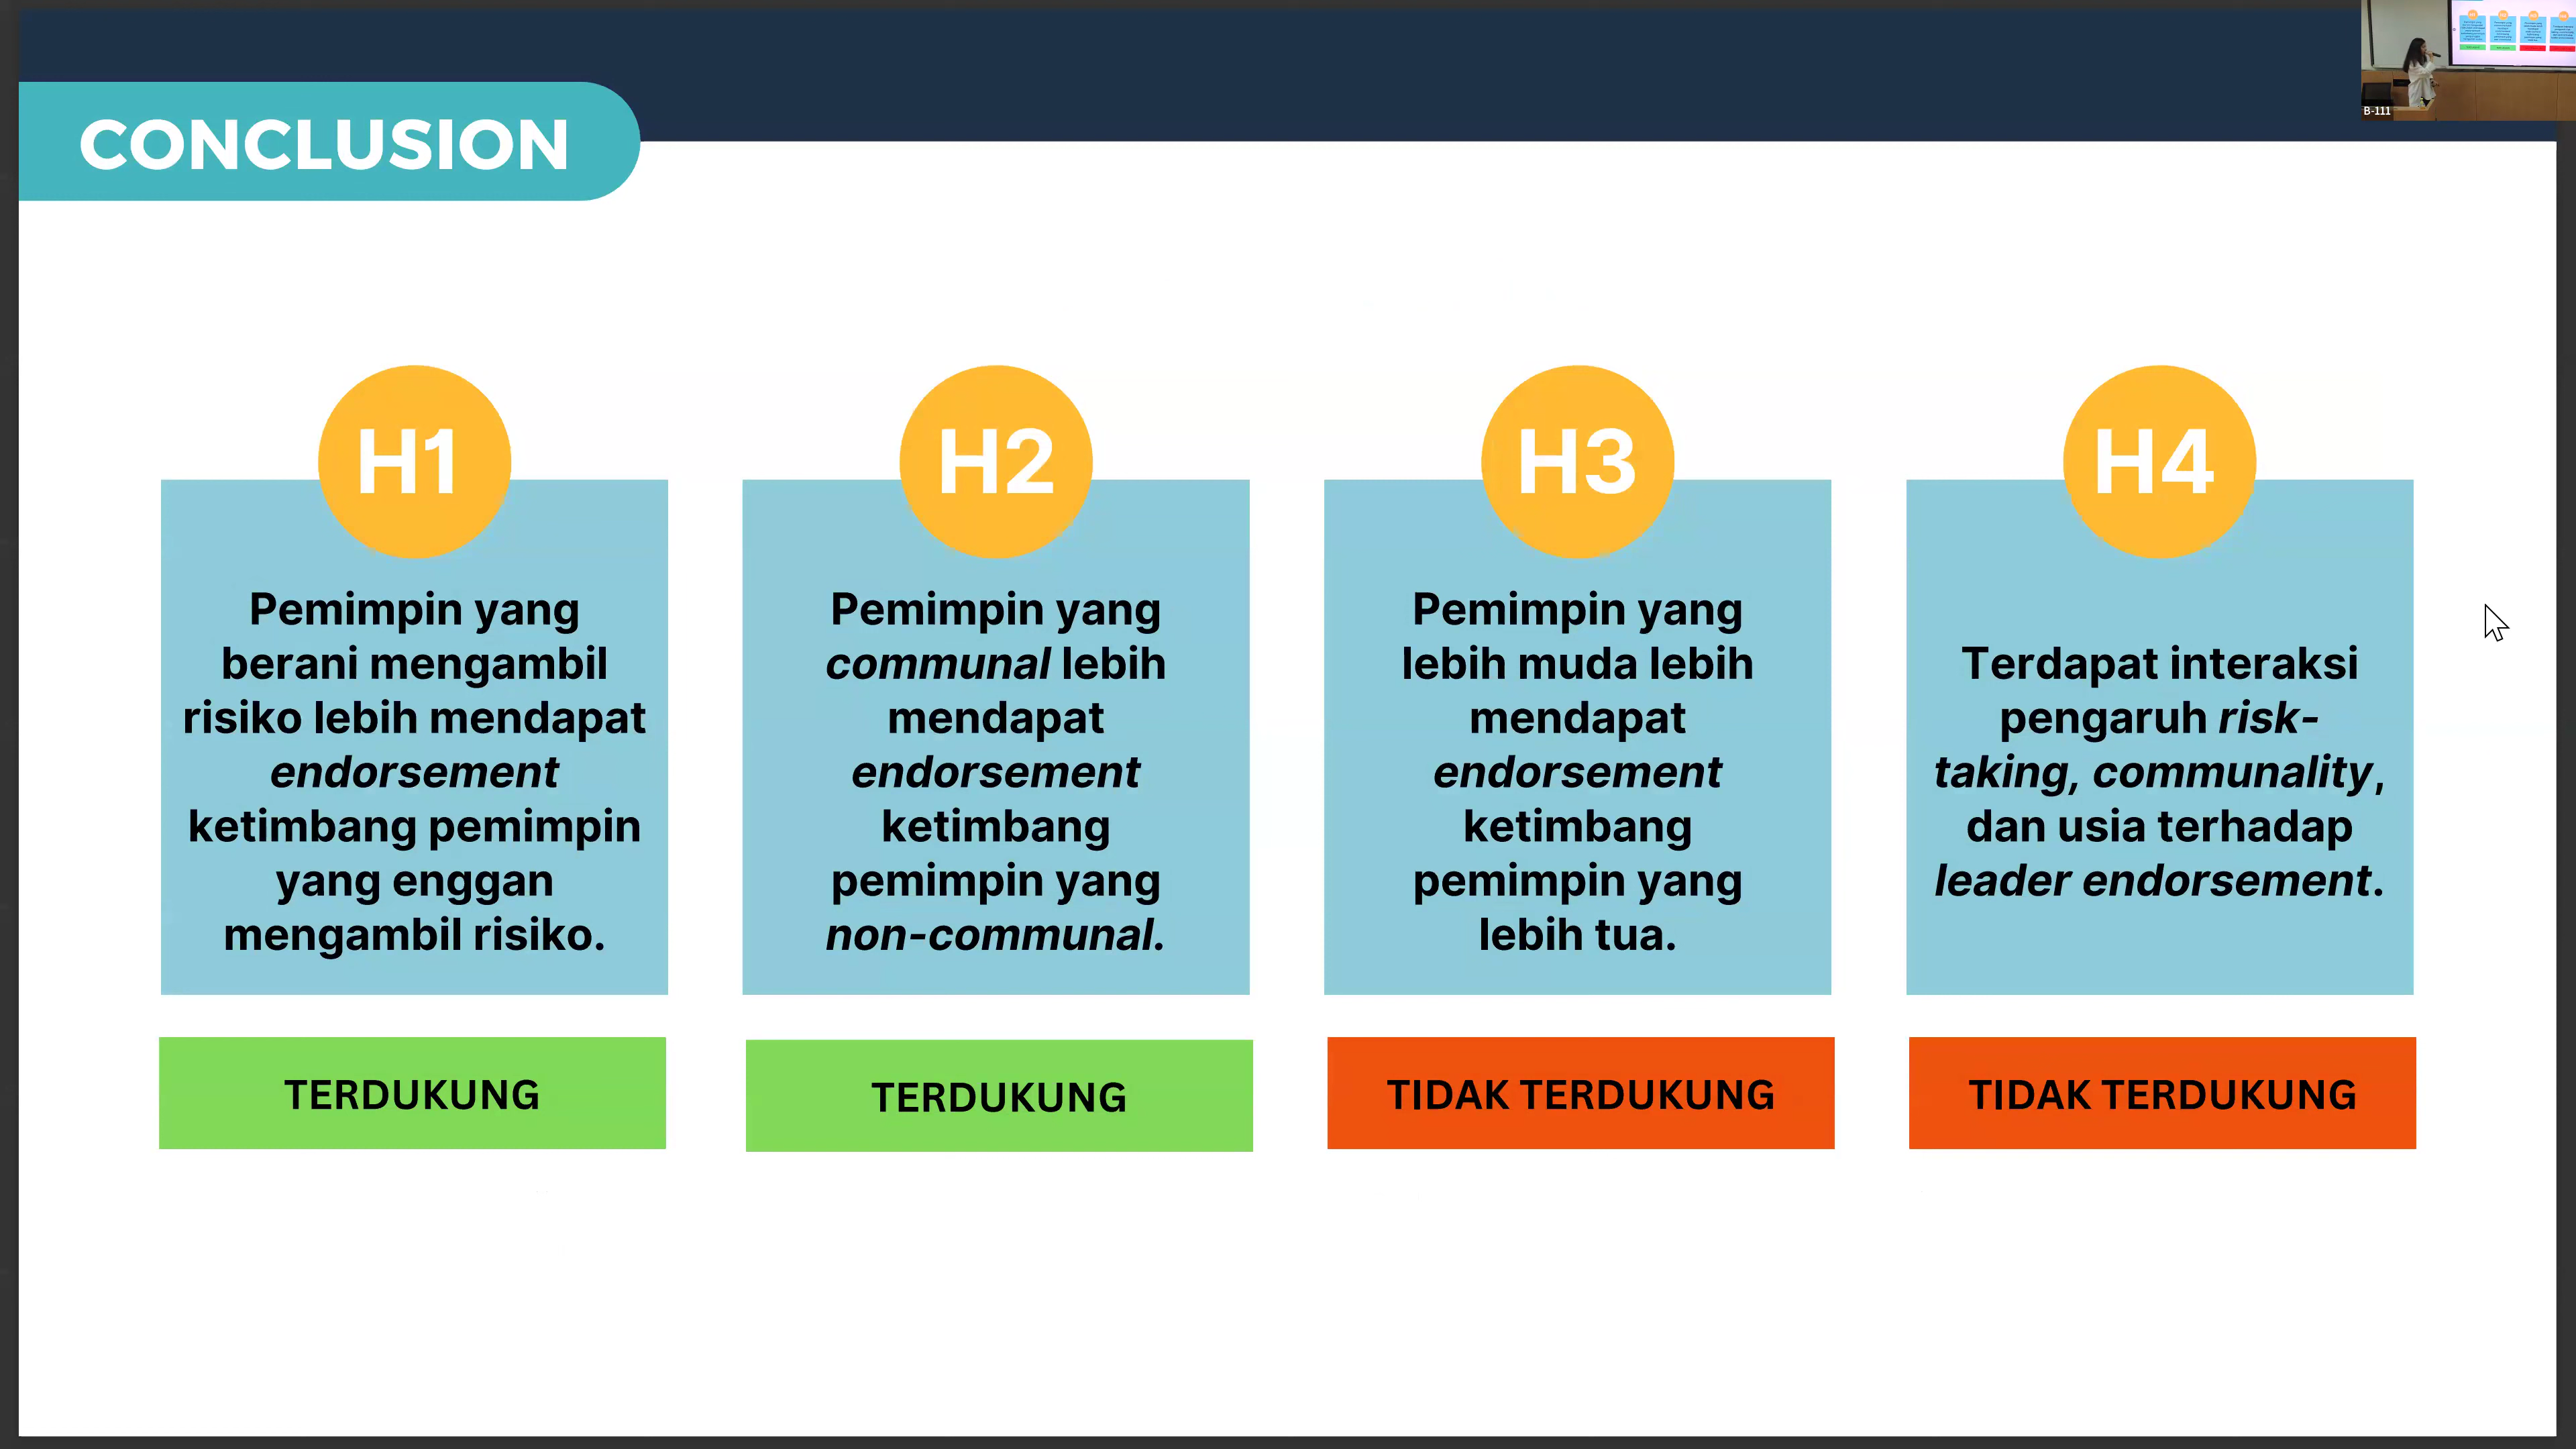 CONCLUSION
B-111
H1
Pemimpin yang
berani mengambil
risiko lebih mendapat
endorsement
ketimbang pemimpin
yang enggan
mengambil risiko.
TERDUKUNG
H2
Pemimpin yang
communal lebih
mendapat
endorsement
ketimbang
pemimpin yang
non-communal.
TERDUKUNG
H3
Pemimpin yang
lebih muda lebih
mendapat
endorsement
ketimbang
pemimpin yang
lebih tua.
TIDAK TERDUKUNG
H4
Terdapat interaksi
pengaruh risk-
taking, communality,
dan usia terhadap
leader endorsement.
TIDAK TERDUKUNG